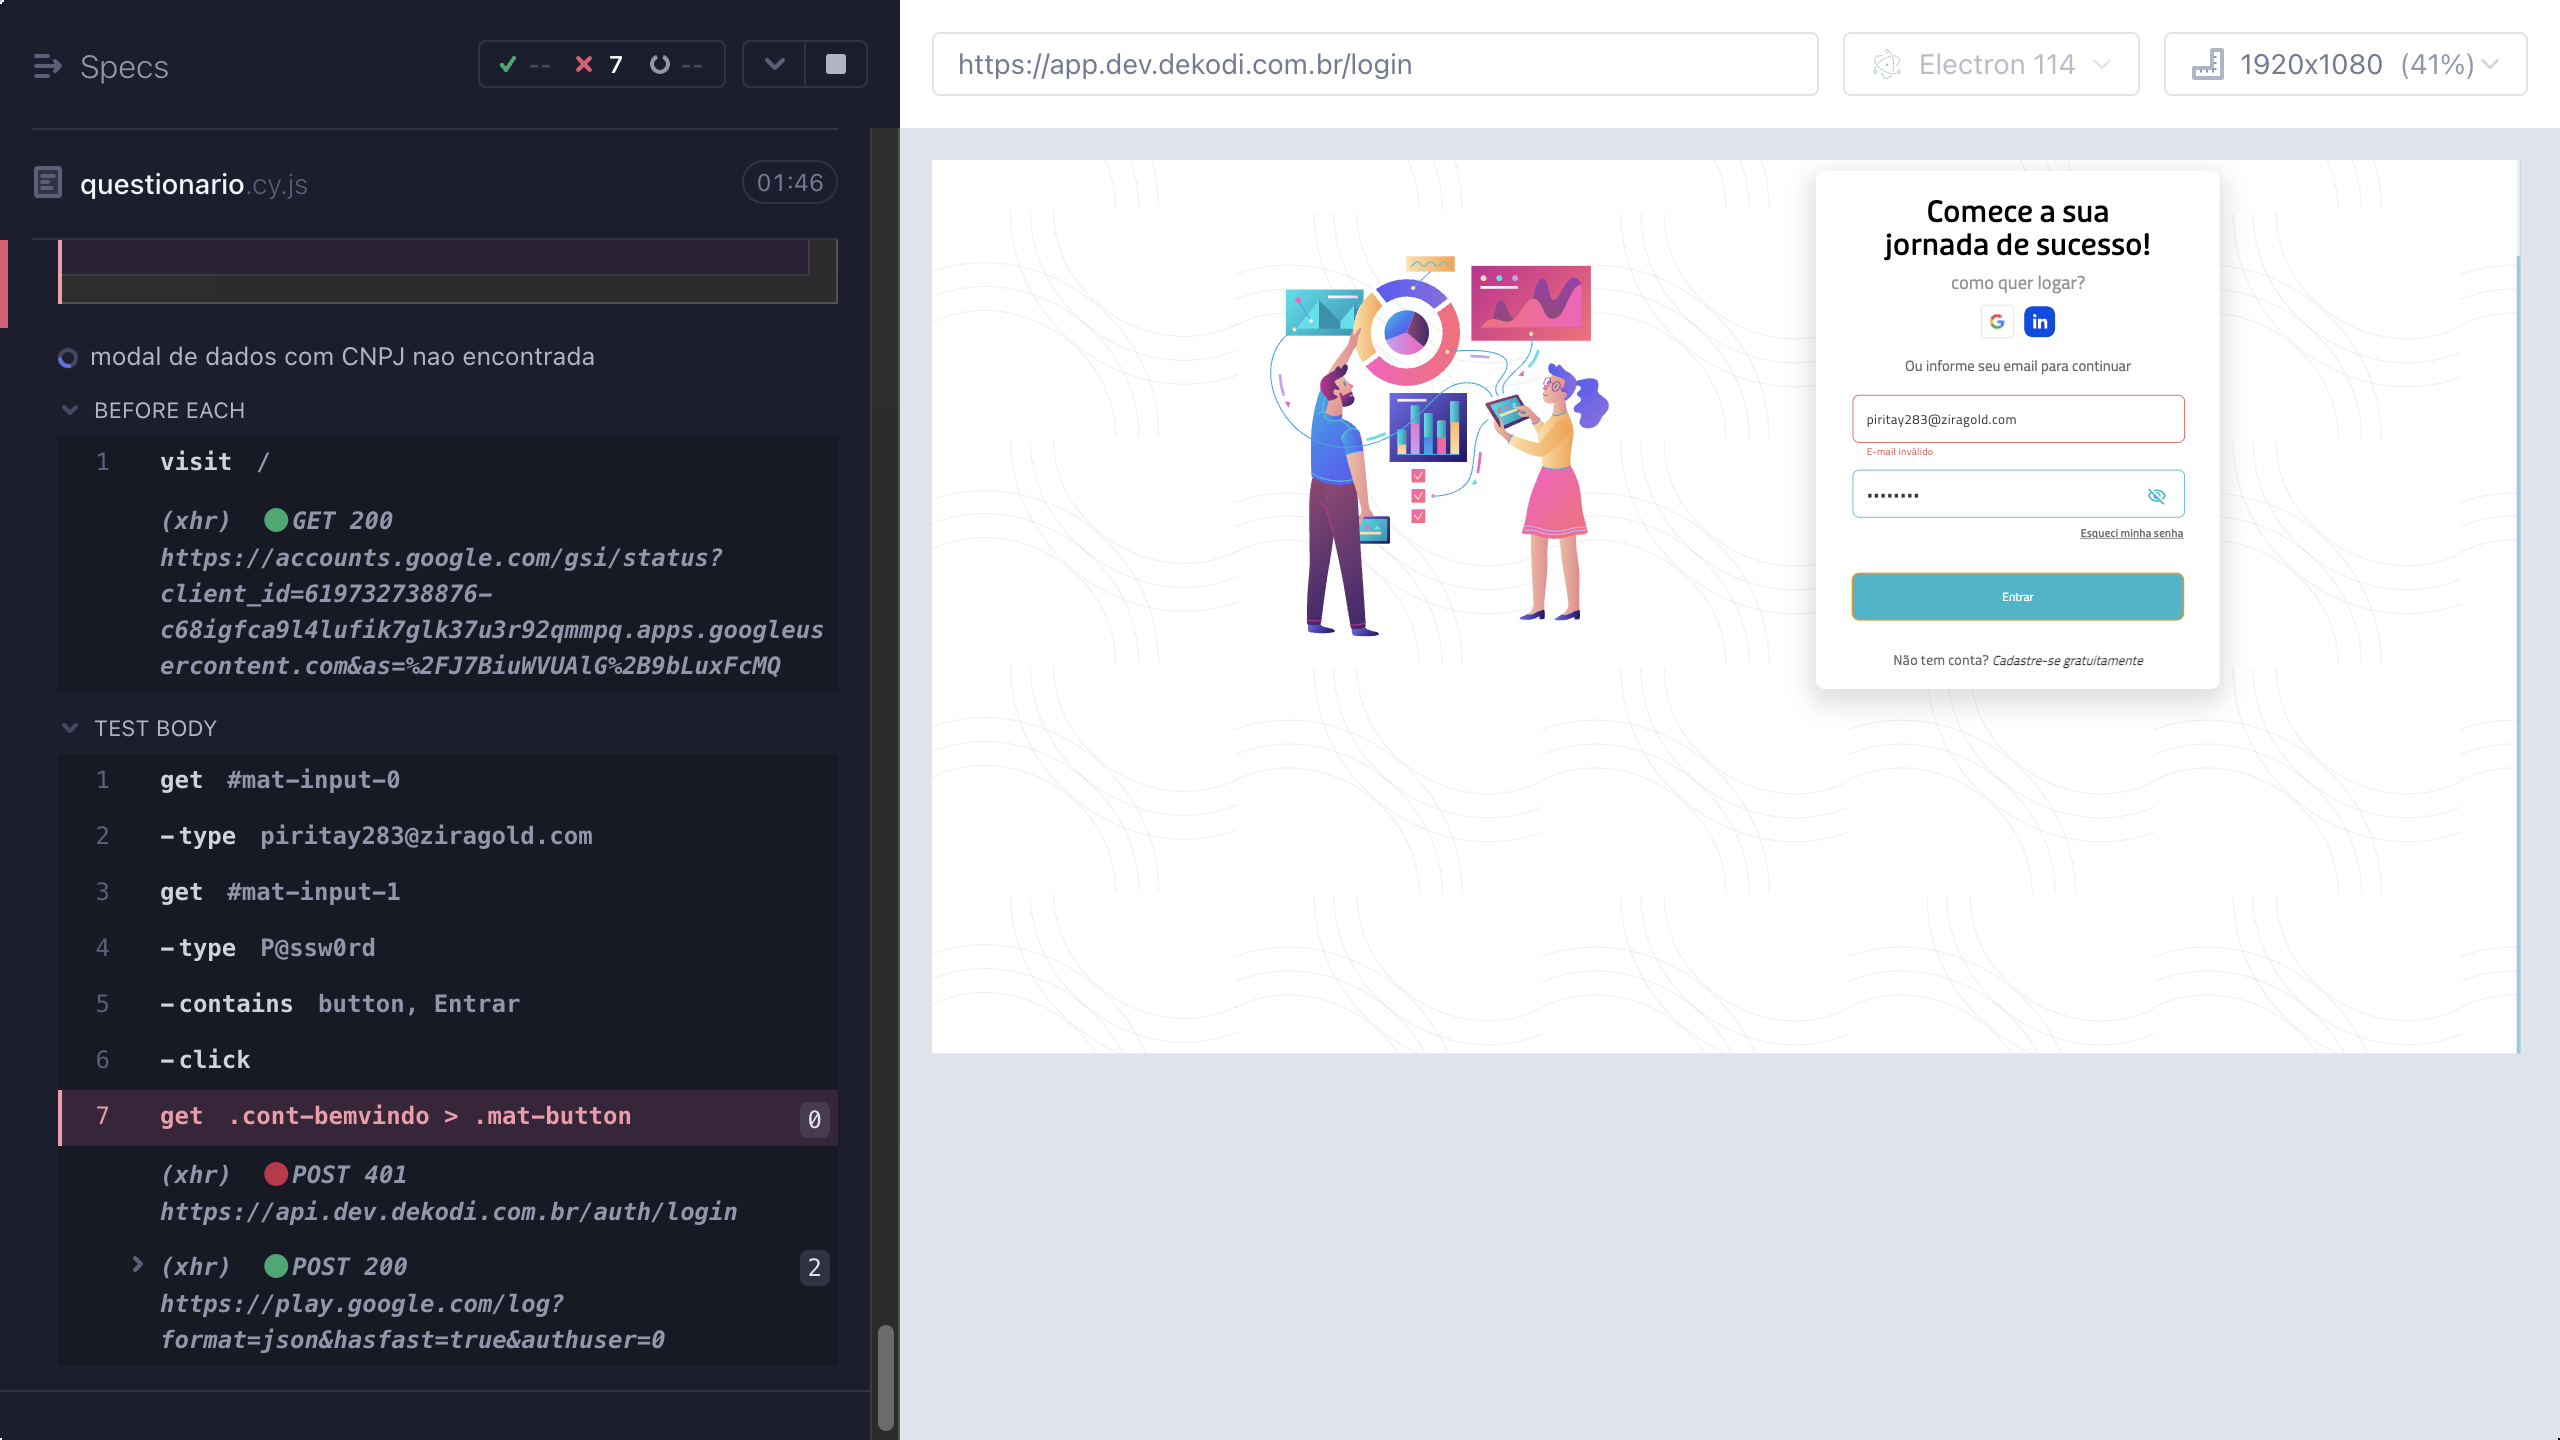 Specs
-- 7 --
questionario.cy.js
01:46
modal de dados com CNPJ nao encontrada
BEFORE EACH
1 visit /
(xhr) GET 200
https://accounts.google.com/gsi/status?
client_id=619732738876-
c68igfca9l4lufik7glk37u3r92qmmpq.apps.googleus
ercontent.com&as=%2FJ7BiuWVUAlG%2B9bLuxFcMQ
TEST BODY
1 get #mat-input-0
2 -type piritay283@ziragold.com
3 get #mat-input-1
4 -type P@ssw0rd
5 -contains button, Entrar
6 -click
7 get .cont-bemvindo > .mat-button 0
(xhr) POST 401
https://api.dev.dekodi.com.br/auth/login
(xhr) POST 200 2
https://play.google.com/log?
format=json&hasfast=true&authuser=0
https://app.dev.dekodi.com.br/login
Electron 114
1920x1080 (41%)
Comece a sua
jornada de sucesso!
como quer logar?
G in
Ou informe seu email para continuar
piritay283@ziragold.com
E-mail inválido
••••••••
Esqueci minha senha
Entrar
Não tem conta? Cadastre-se gratuitamente